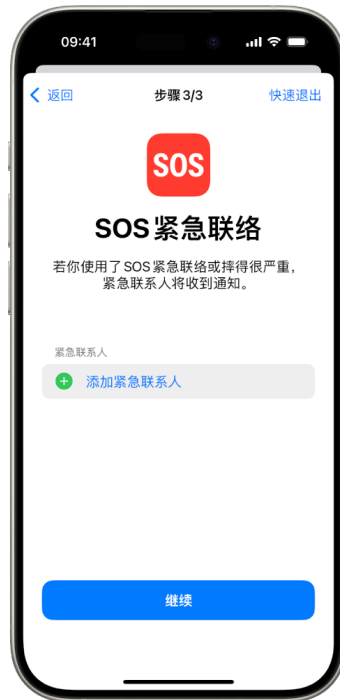 09:41
返回
步骤 3/3
快速退出
SOS
SOS 紧急联络
若你使用了 SOS 紧急联络或摔得很严重，
紧急联系人将收到通知。
紧急联系人
添加紧急联系人
继续